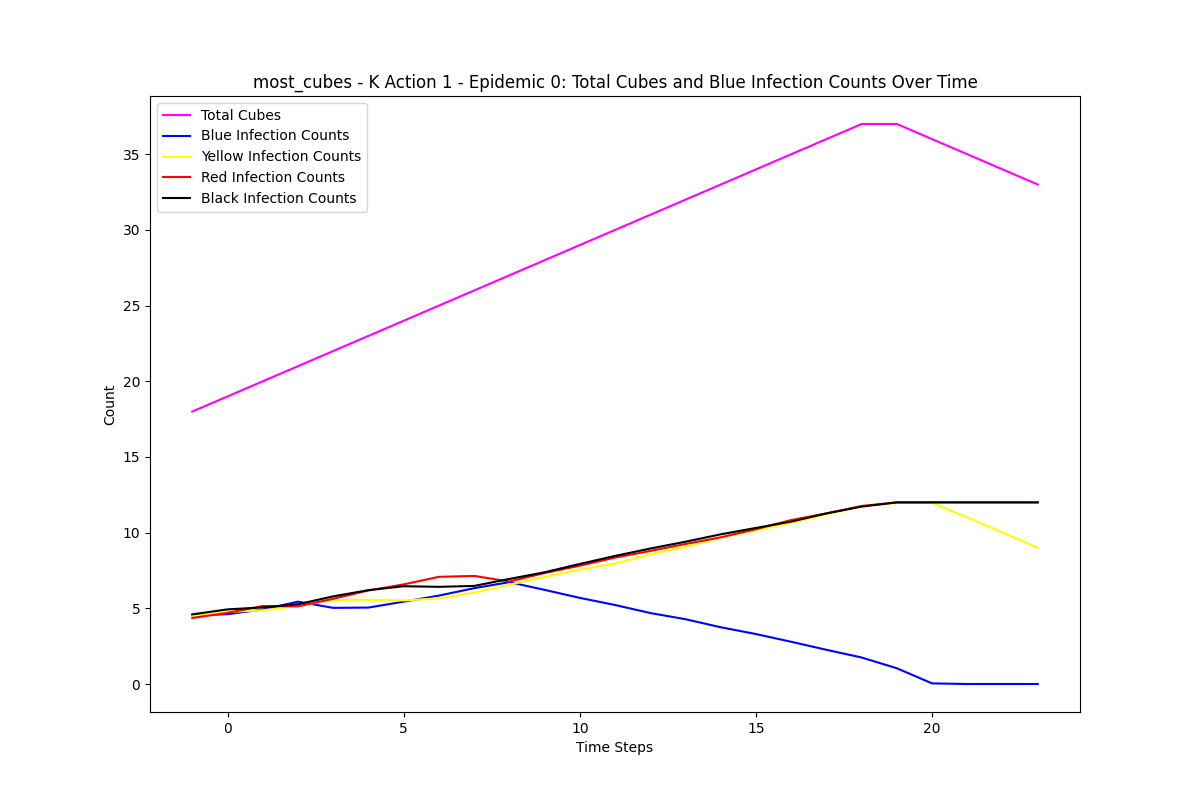 most_cubes - K Action 1 - Epidemic 0: Total Cubes and Blue Infection Counts Over Time
Total Cubes
Blue Infection Counts
Yellow Infection Counts
Red Infection Counts
Black Infection Counts
Count
35
30
25
20
15
10
5
0
0
5
10
15
20
Time Steps